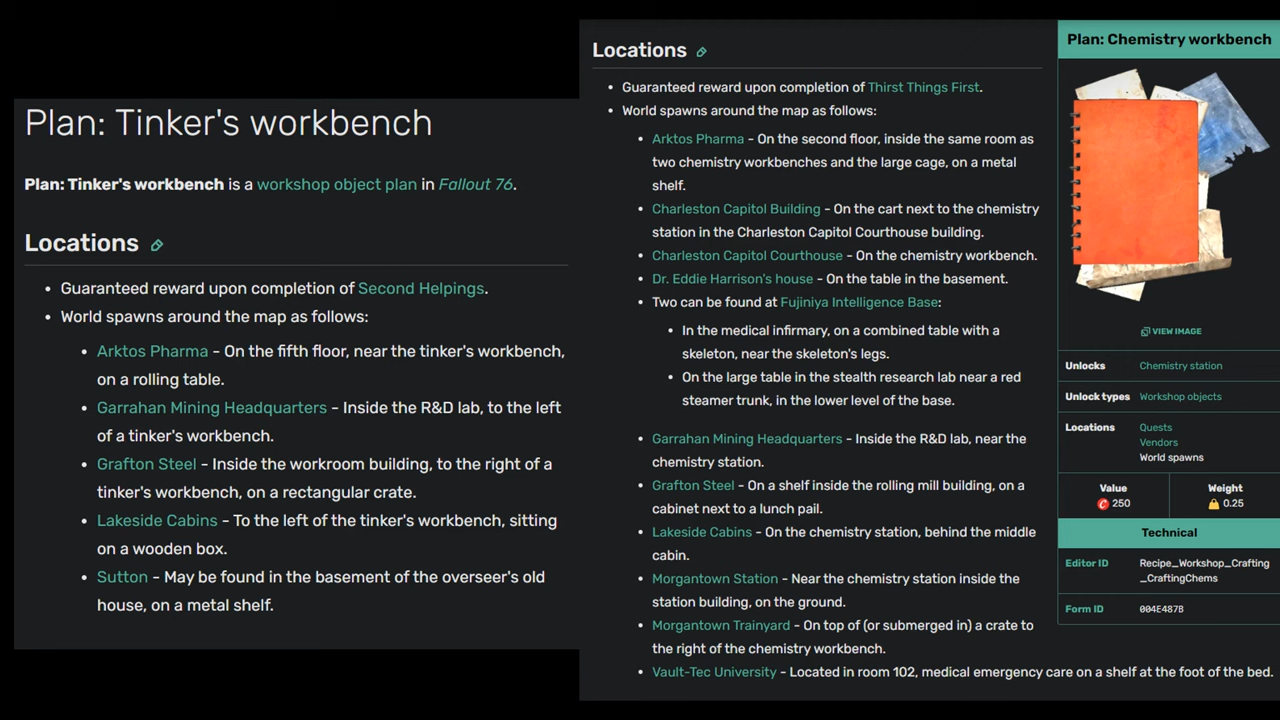 Plan: Tinker's workbench
Plan: Tinker's workbench is a workshop object plan in Fallout 76.
Locations
Guaranteed reward upon completion of Second Helpings.
World spawns around the map as follows:
Arktos Pharma - On the fifth floor, near the tinker's workbench,
on a rolling table.
Garrahan Mining Headquarters - Inside the R&D lab, to the left
of a tinker's workbench.
Grafton Steel - Inside the workroom building, to the right of a
tinker's workbench, on a rectangular crate.
Lakeside Cabins - To the left of the tinker's workbench, sitting
on a wooden box.
Sutton - May be found in the basement of the overseer's old
house, on a metal shelf.
Locations
Guaranteed reward upon completion of Thirst Things First.
World spawns around the map as follows:
Arktos Pharma - On the second floor, inside the same room as
two chemistry workbenches and the large cage, on a metal
shelf.
Charleston Capitol Building - On the cart next to the chemistry
station in the Charleston Capitol Courthouse building.
Charleston Capitol Courthouse - On the chemistry workbench.
Dr. Eddie Harrison's house - On the table in the basement.
Two can be found at Fujiniya Intelligence Base:
In the medical infirmary, on a combined table with a
skeleton, near the skeleton's legs.
On the large table in the stealth research lab near a red
steamer trunk, in the lower level of the base.
Garrahan Mining Headquarters - Inside the R&D lab, near the
chemistry station.
Grafton Steel - On a shelf inside the rolling mill building, on a
cabinet next to a lunch pail.
Lakeside Cabins - On the chemistry station, behind the middle
cabin.
Morgantown Station - Near the chemistry station inside the
station building, on the ground.
Morgantown Trainyard - On top of (or submerged in) a crate to
the right of the chemistry workbench.
Vault-Tec University - Located in room 102, medical emergency care on a shelf at the foot of the bed.
Plan: Chemistry workbench
VIEW IMAGE
Unlocks Chemistry station
Unlock types Workshop objects
Locations Quests
Vendors
World spawns
Value Weight
250 0.25
Technical
Editor ID Recipe_Workshop_Crafting
_CraftingChems
Form ID 004E487B